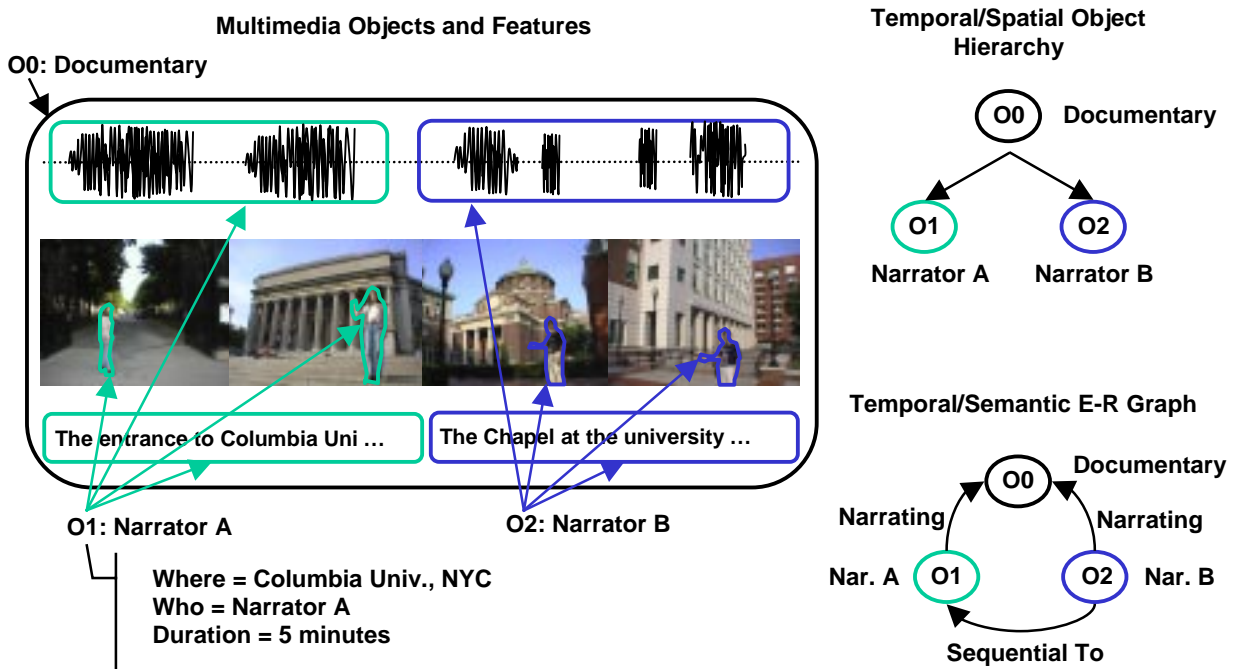 Multimedia Objects and Features
O0: Documentary
The entrance to Columbia Uni …
The Chapel at the university …
O1: Narrator A
O2: Narrator B
Where = Columbia Univ., NYC
Who = Narrator A
Duration = 5 minutes
Temporal/Spatial Object
Hierarchy
O0
Documentary
O1
O2
Narrator A
Narrator B
Temporal/Semantic E-R Graph
Documentary
O0
Narrating
Narrating
Nar. A
O1
O2
Nar. B
Sequential To